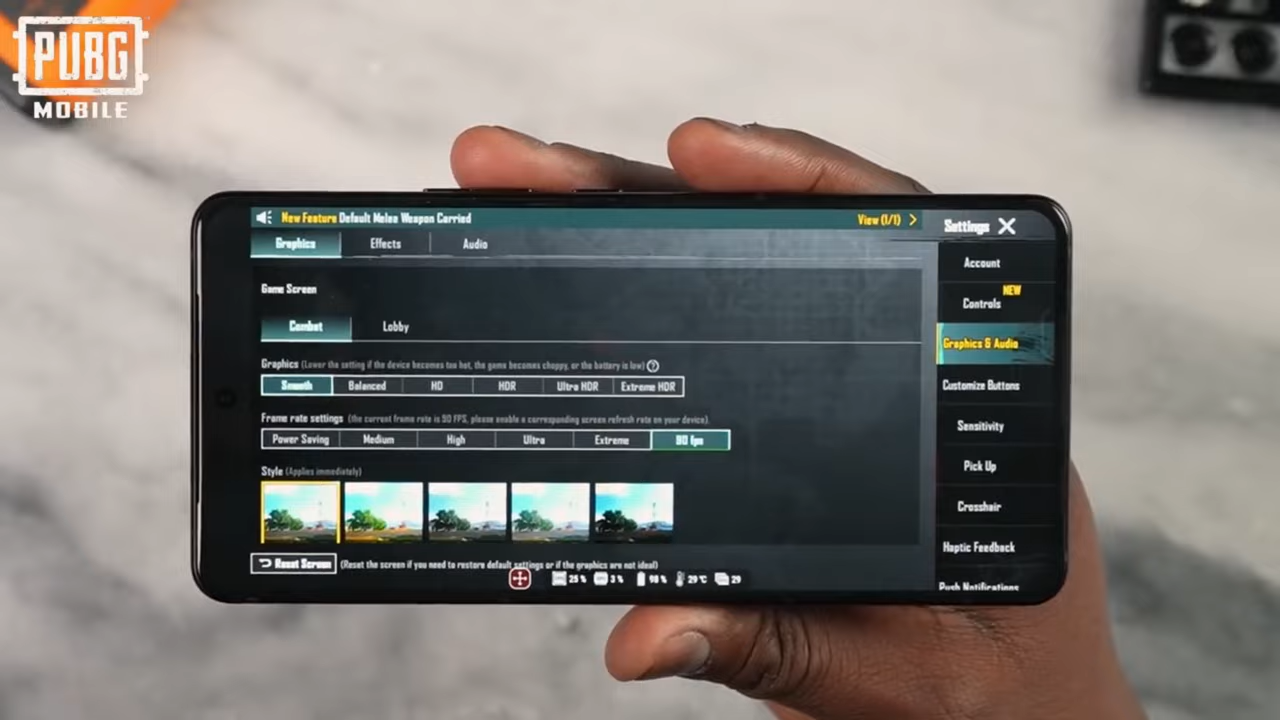 PUBG
MOBILE
New Feature Default Melee Weapon Carried
View (1/1)
Settings
Graphics Effects Audio
Account
Game Screen
NEW
Controls
Combat Lobby
Graphics & Audio
Graphics (Lower the setting if the device becomes too hot, the game becomes choppy, or the battery is low)
Smooth Balanced HD HDR Ultra HDR Extreme HDR
Customize Buttons
Frame rate settings (the current frame rate is 90 FPS, please enable a corresponding screen refresh rate on your device).
Sensitivity
Power Saving Medium High Ultra Extreme 90 fps
Style (Applies immediately)
Pick Up
Crosshair
Haptic Feedback
Reset Screen (Reset the screen if you need to restore default settings or if the graphics are not ideal)
25% 3% 98% 29℃ 29
Push Notifications